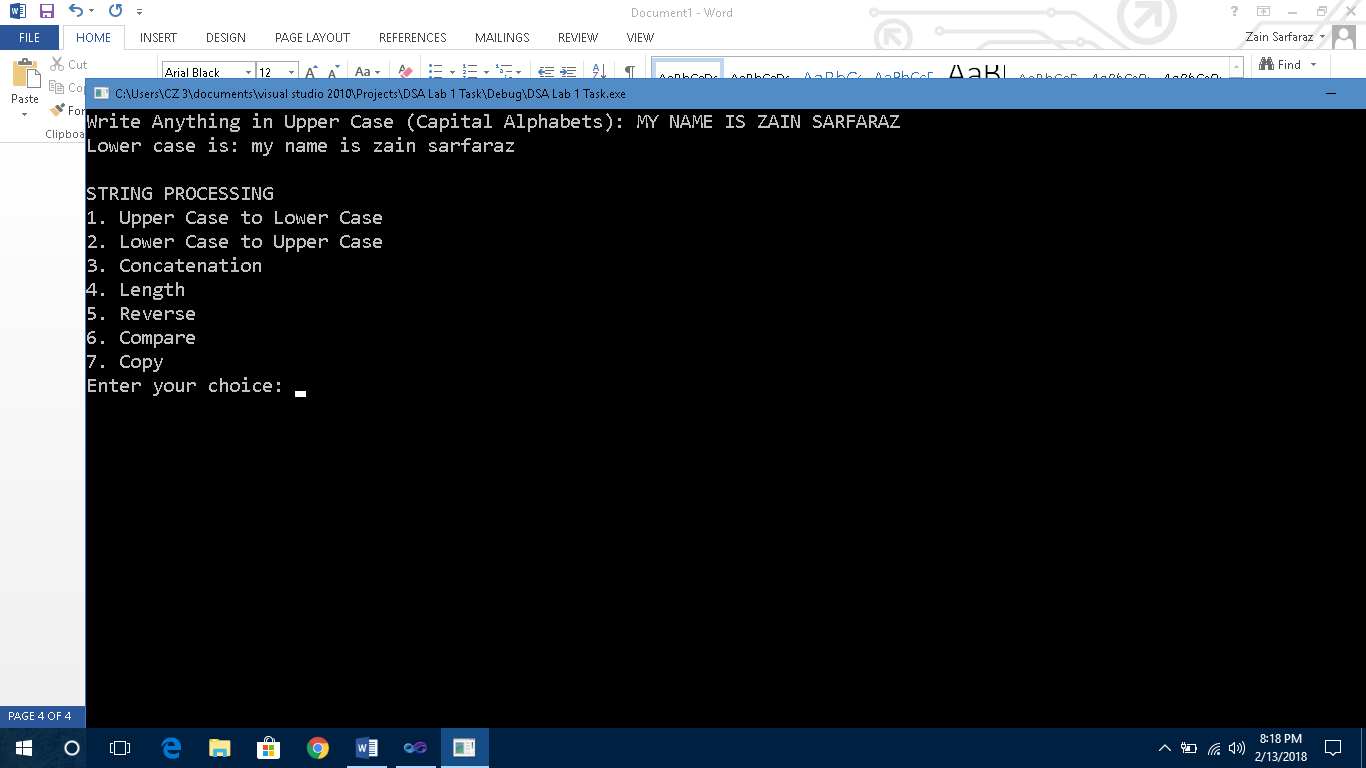 Document1 - Word
FILE HOME INSERT DESIGN PAGE LAYOUT REFERENCES MAILINGS REVIEW VIEW
Zain Sarfaraz
Cut
Arial Black 12
Aa
Find
Paste
C:\Users\CZ 3\documents\visual studio 2010\Projects\DSA Lab 1 Task\Debug\DSA Lab 1 Task.exe
Write Anything in Upper Case (Capital Alphabets): MY NAME IS ZAIN SARFARAZ
Lower case is: my name is zain sarfaraz
STRING PROCESSING
1. Upper Case to Lower Case
2. Lower Case to Upper Case
3. Concatenation
4. Length
5. Reverse
6. Compare
7. Copy
Enter your choice:
PAGE 4 OF 4
8:18 PM
2/13/2018